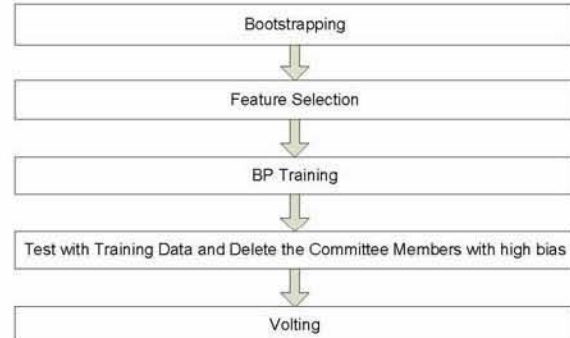 Bootstrapping
Feature Selection
BP Training
Test with Training Data and Delete the Committee Members with high bias
Volting